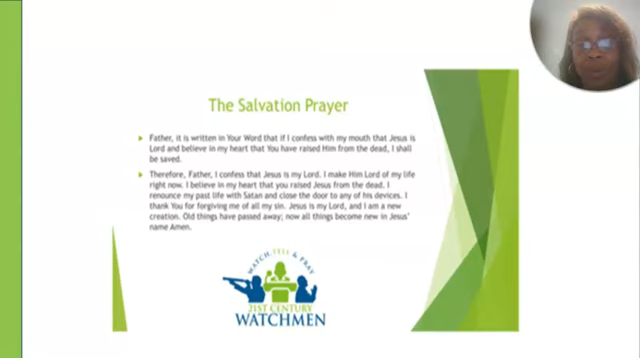 The Salvation Prayer
Father, it is written in Your Word that if I confess with my mouth that Jesus is
Lord and believe in my heart that You have raised Him from the dead, I shall
be saved.
Therefore, Father, I confess that Jesus is my Lord. I make Him Lord of my life
right now. I believe in my heart that you raised Jesus from the dead. I
renounce my past life with Satan and close the door to any of his devices. I
thank You for forgiving me of all my sin. Jesus is my Lord, and I am a new
creation. Old things have passed away; now all things become new in Jesus'
name Amen.
WATCH, TELL & PRAY
21ST CENTURY
WATCHMEN